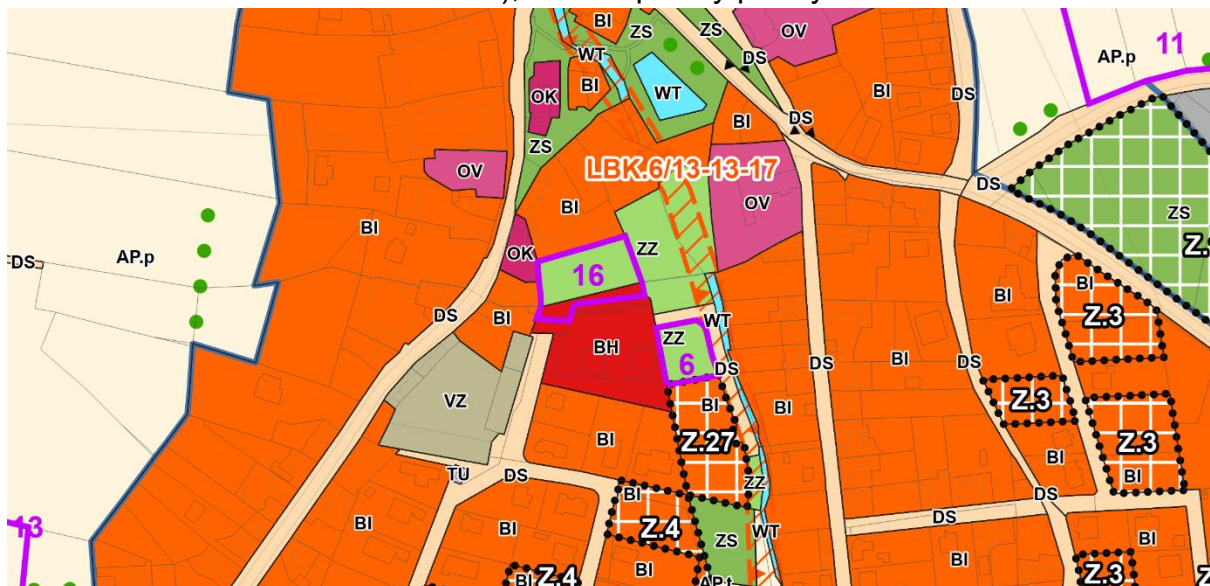 BI
ZS
ZS
OV
11
WT
DS
AP.p
OK
BI
WT
BI
DS
BI
DS
ZS
OV
LBK.6/13-13-17
DS
ZS
BI
OV
BI
AP.p
OK
ZZ
DS
16
BI
BI
Z.3
DS
BI
WT
BH
ZZ
6
DS
BI
DS
DS
BI
Z.3
VZ
BI
BI
Z.27
Z.3
BI
BI
TU
DS
ZZ
BI
DS
BI
BI
Z.4
DS
13
BI
ZS
WT
BI
BI
BI
Z.4
AP.t
Z.3